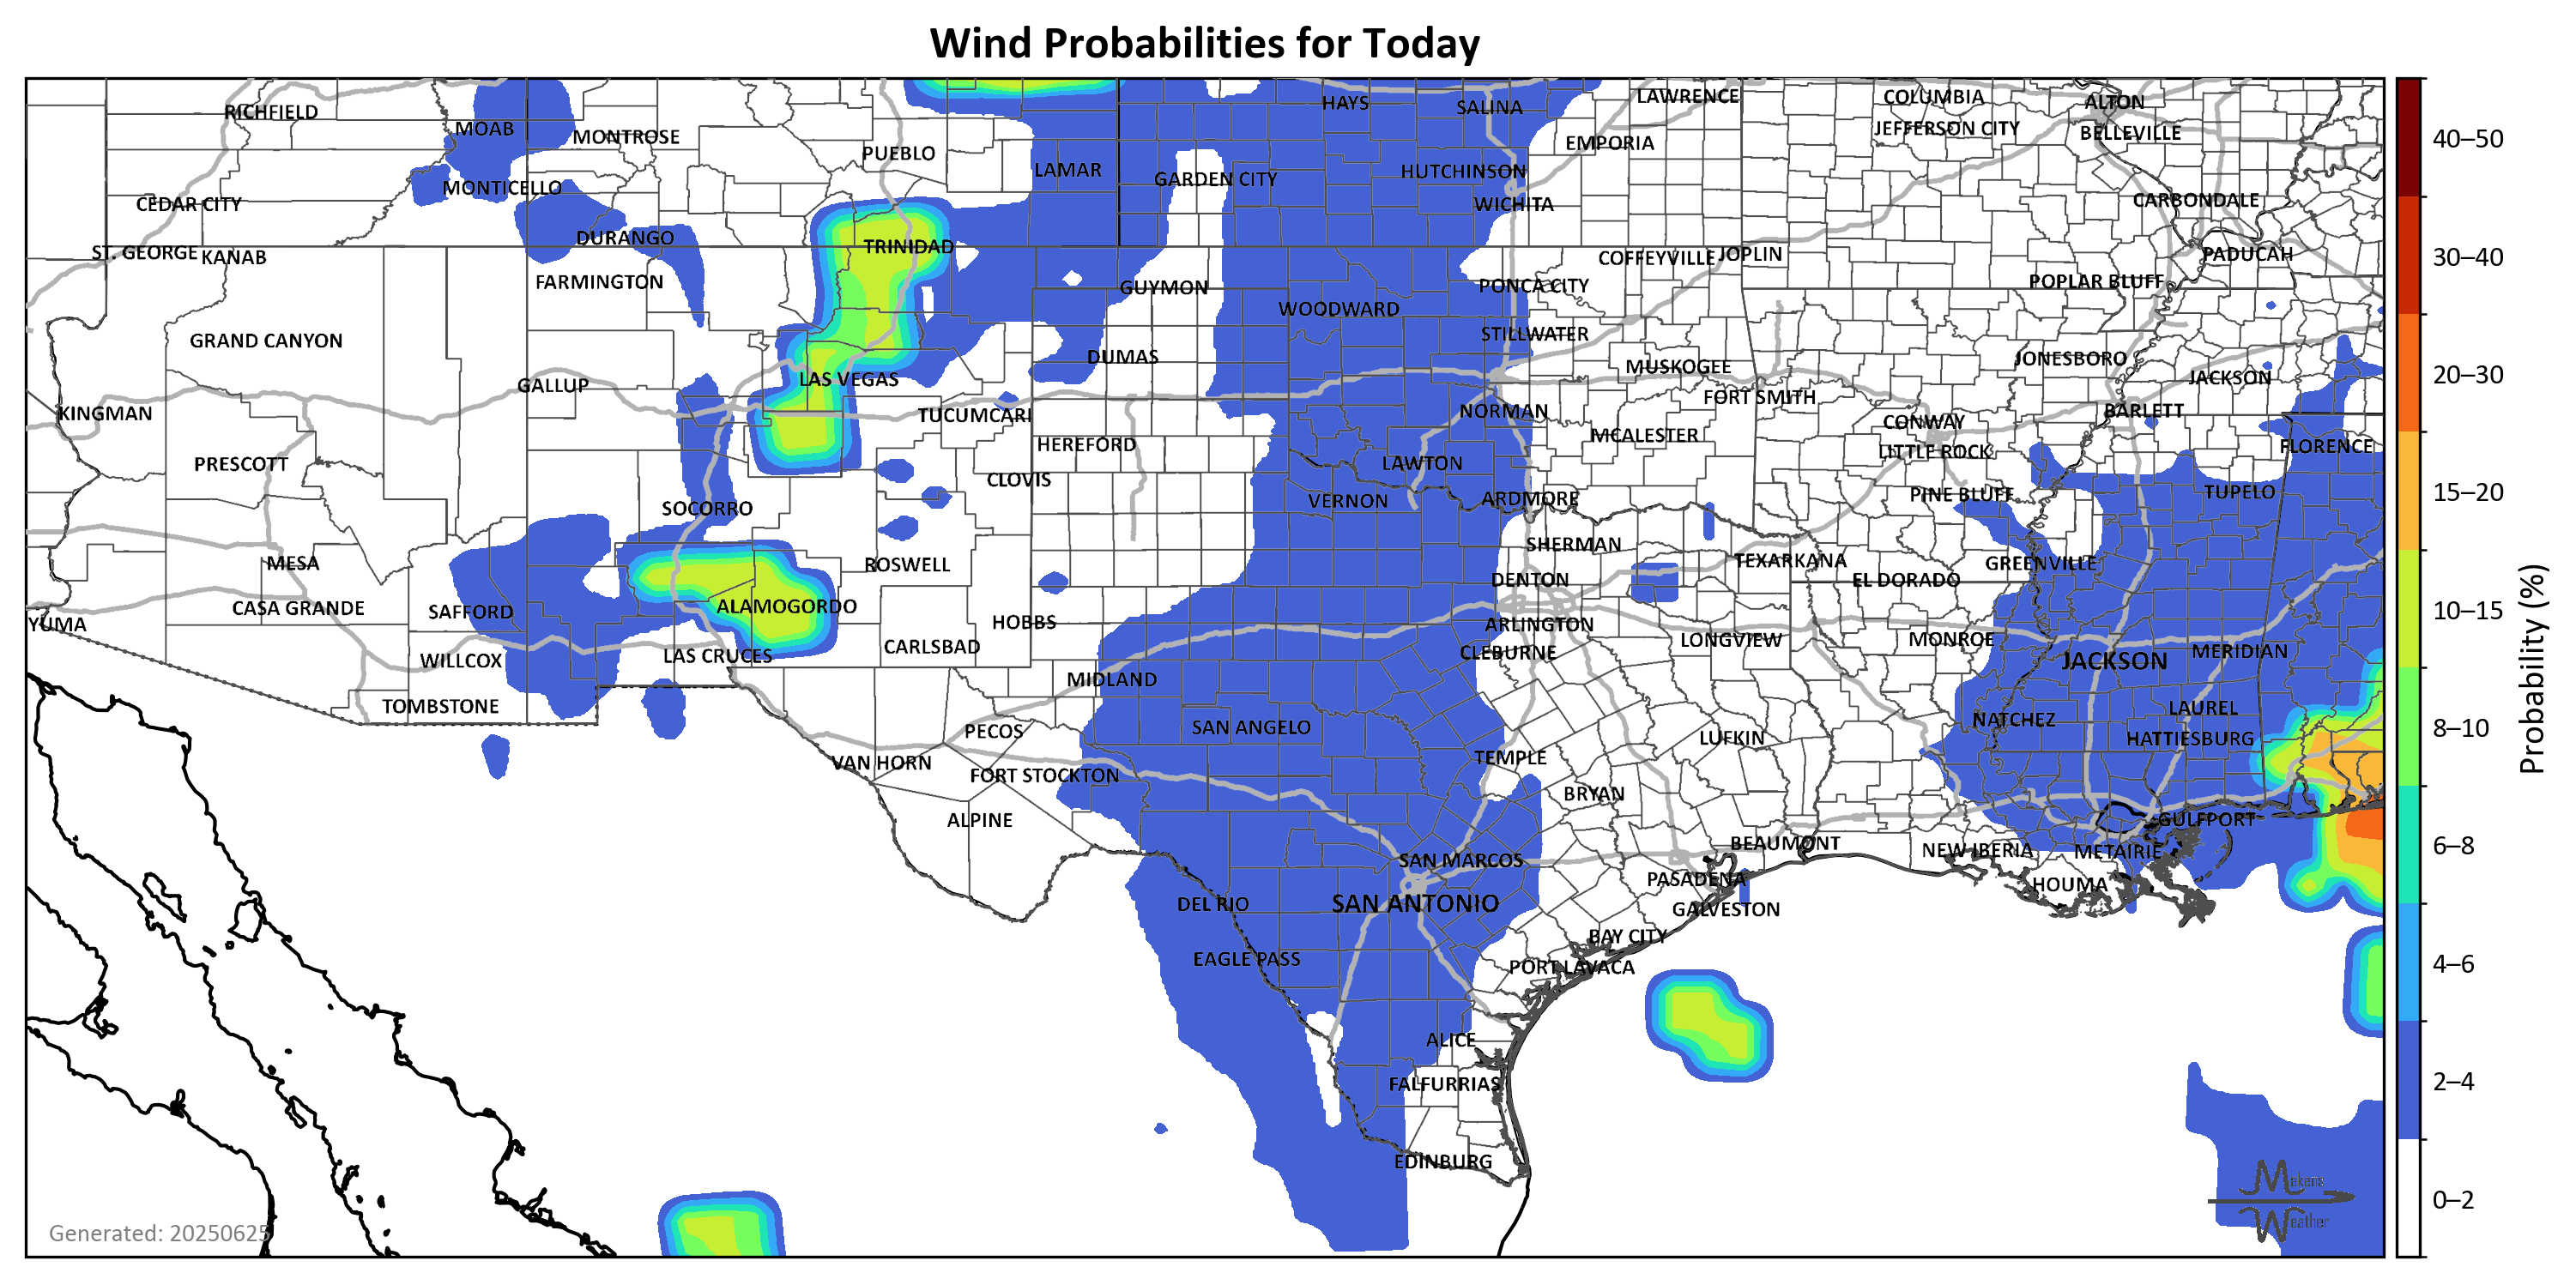 Wind Probabilities for Today
RICHFIELD
MOAB
MONTROSE
PUEBLO
LAMAR
HAYS
SALINA
LAWRENCE
COLUMBIA
ALTON
EMPORIA
JEFFERSON CITY
BELLEVILLE
MONTICELLO
CEDAR CITY
GARDEN CITY
HUTCHINSON
WICHITA
CARBONDALE
ST. GEORGE
KANAB
DURANGO
TRINIDAD
FARMINGTON
GUYMON
COFFEYVILLE
JOPLIN
PADUCAH
PONCA CITY
POPLAR BLUFF
WOODWARD
GRAND CANYON
STILLWATER
DUMAS
MUSKOGEE
JONESBORO
JACKSON
GALLUP
LAS VEGAS
FORT SMITH
KINGMAN
TUCUMCARI
NORMAN
BARLETT
CONWAY
HEREFORD
MCALESTER
LITTLE ROCK
FLORENCE
PRESCOTT
CLOVIS
LAWTON
SOCORRO
VERNON
ARDMORE
PINE BLUFF
TUPELO
MESA
ROSWELL
SHERMAN
TEXARKANA
GREENVILLE
DENTON
EL DORADO
CASA GRANDE
SAFFORD
ALAMOGORDO
HOBBS
ARLINGTON
YUMA
CARLSBAD
LONGVIEW
MONROE
WILLCOX
LAS CRUCES
CLEBURNE
JACKSON
MERIDIAN
MIDLAND
TOMBSTONE
PECOS
SAN ANGELO
NATCHEZ
LAUREL
LUFKIN
HATTIESBURG
VAN HORN
FORT STOCKTON
TEMPLE
BRYAN
ALPINE
GULFPORT
BEAUMONT
NEW IBERIA
METAIRIE
SAN MARCOS
PASADENA
HOUMA
DEL RIO
SAN ANTONIO
GALVESTON
BAY CITY
EAGLE PASS
PORT LAVACA
ALICE
FALFURRIAS
EDINBURG
Generated: 20250625
Mokens
Weather
40–50
30–40
20–30
15–20
10–15
8–10
6–8
4–6
2–4
0–2
Probability (%)